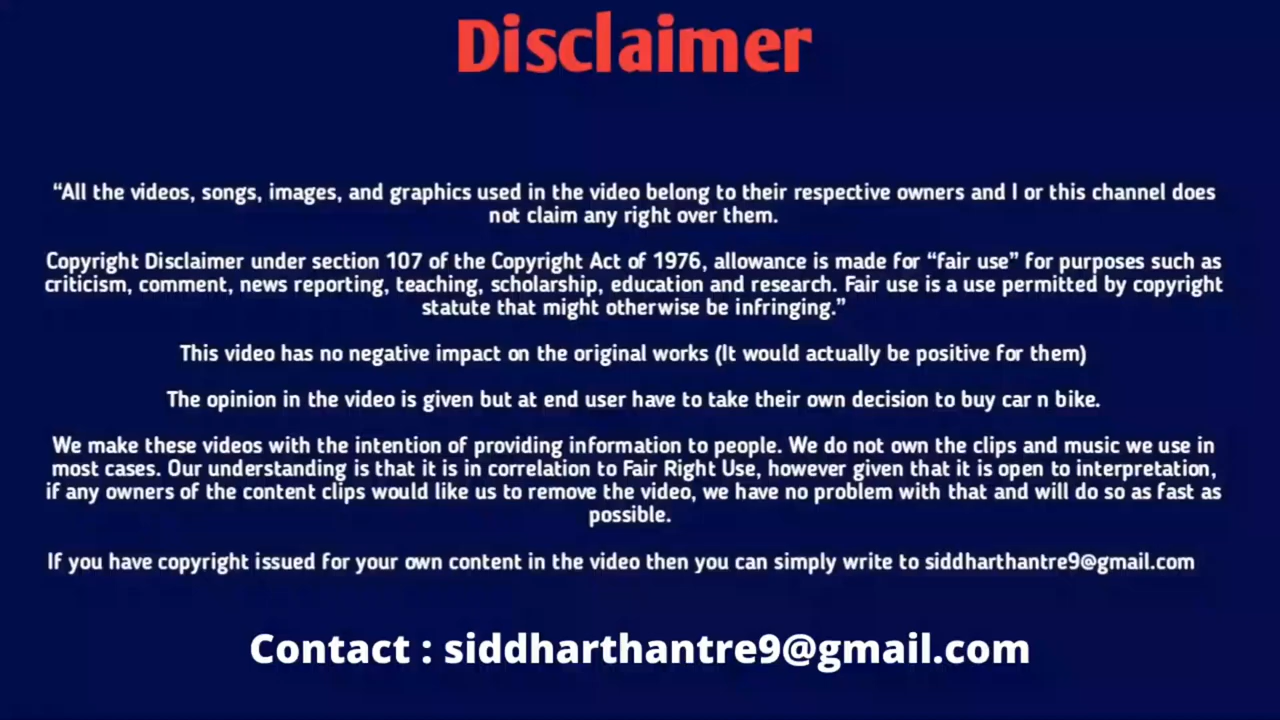 Disclaimer
“All the videos, songs, images, and graphics used in the video belong to their respective owners and I or this channel does
not claim any right over them.
Copyright Disclaimer under section 107 of the Copyright Act of 1976, allowance is made for “fair use” for purposes such as
criticism, comment, news reporting, teaching, scholarship, education and research. Fair use is a use permitted by copyright
statute that might otherwise be infringing.”
This video has no negative impact on the original works (It would actually be positive for them)
The opinion in the video is given but at end user have to take their own decision to buy car n bike.
We make these videos with the intention of providing information to people. We do not own the clips and music we use in
most cases. Our understanding is that it is in correlation to Fair Right Use, however given that it is open to interpretation,
if any owners of the content clips would like us to remove the video, we have no problem with that and will do so as fast as
possible.
If you have copyright issued for your own content in the video then you can simply write to siddharthantre9@gmail.com
Contact : siddharthantre9@gmail.com